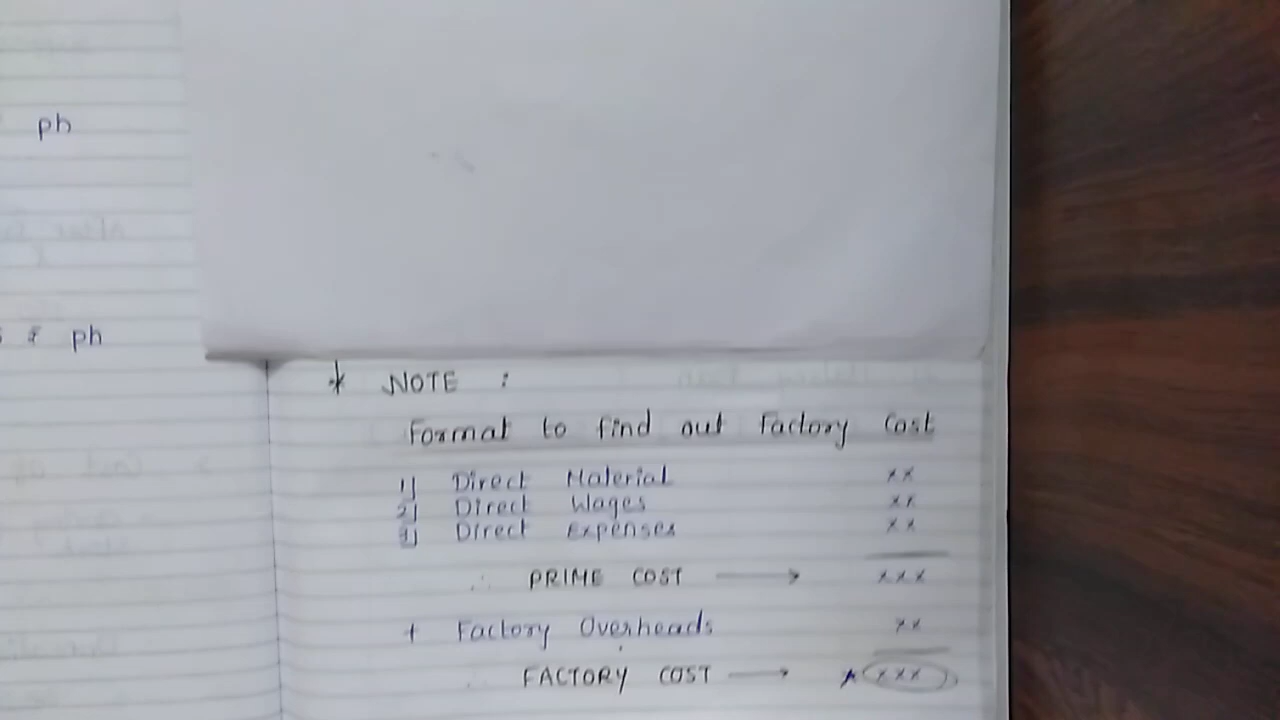 ph
₹ ph
* NOTE :
Format to find out Factory Cost
1] Direct Material xx
2] Direct Wages xx
3] Direct Expenses xx
∴ PRIME COST → xxx
+ Factory Overheads xx
∴ FACTORY COST → * xxx